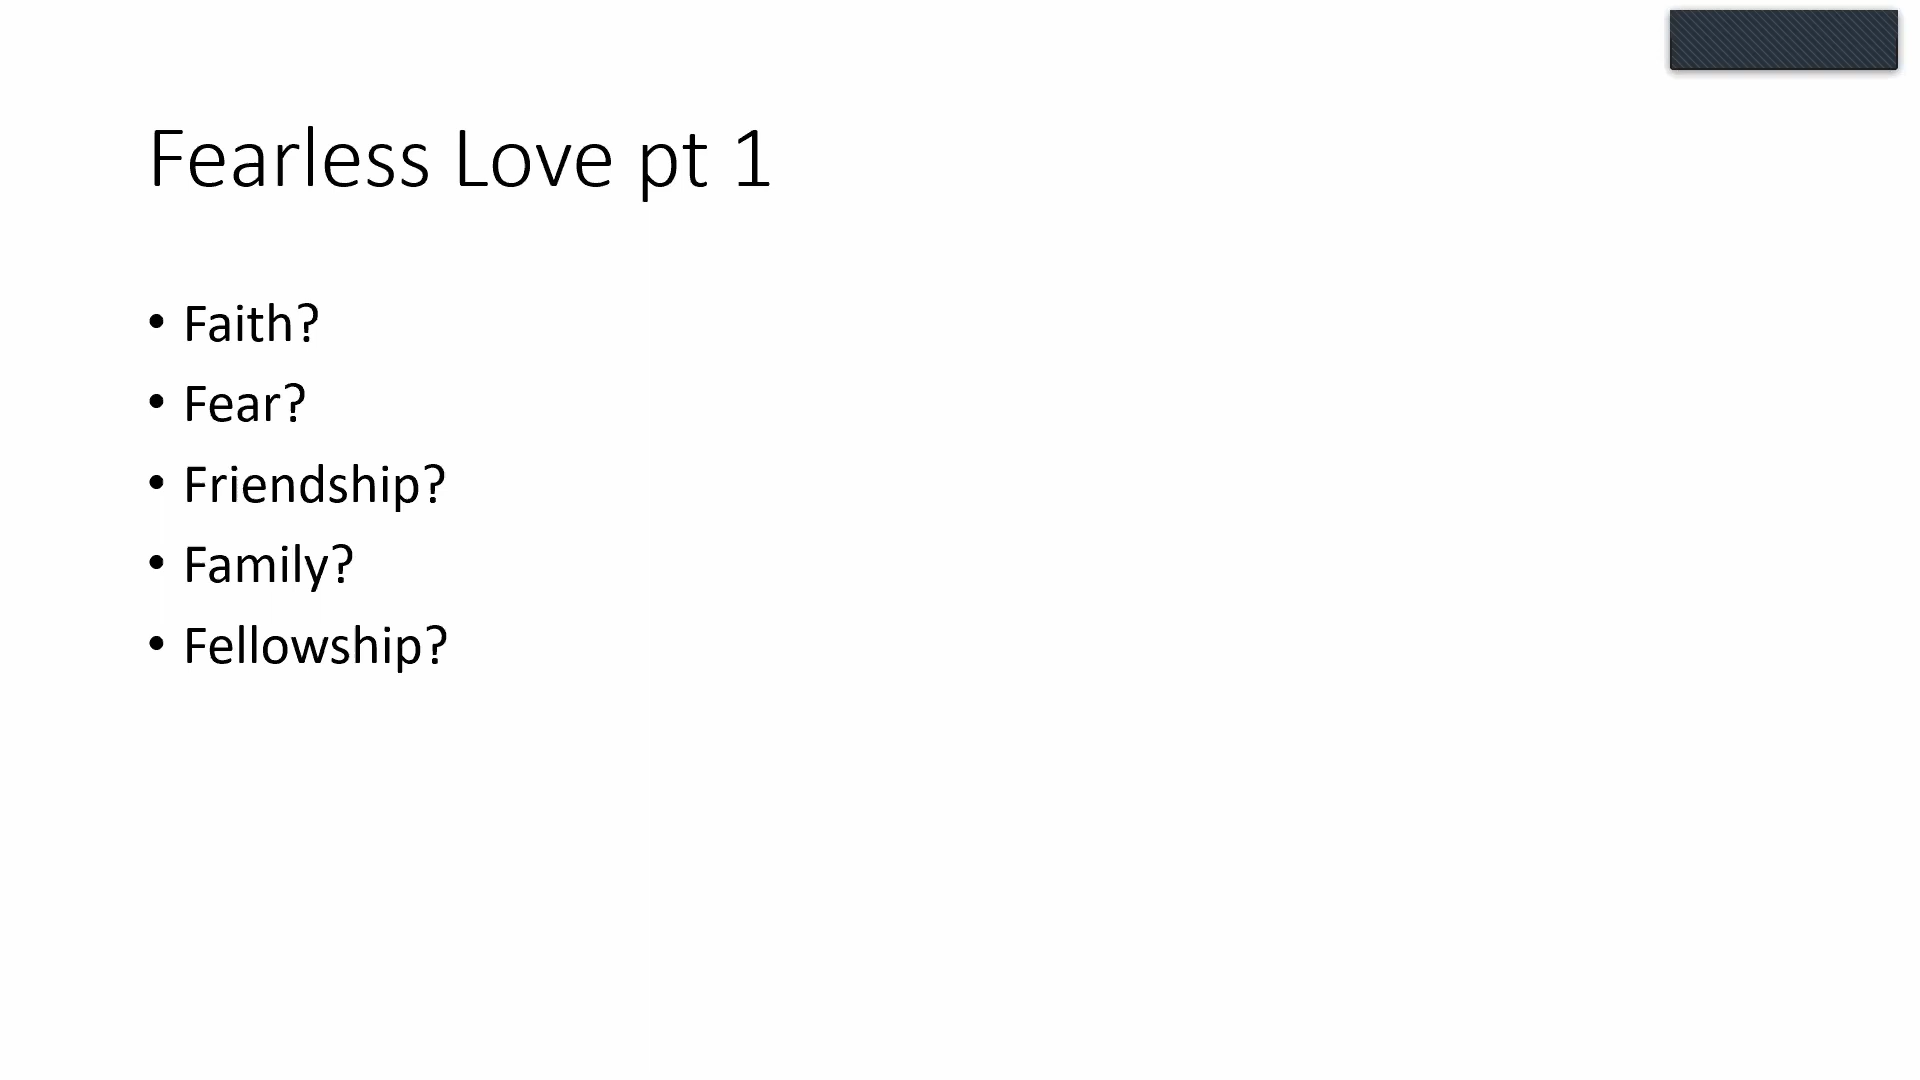 Fearless Love pt 1
• Faith?
• Fear?
• Friendship?
• Family?
• Fellowship?